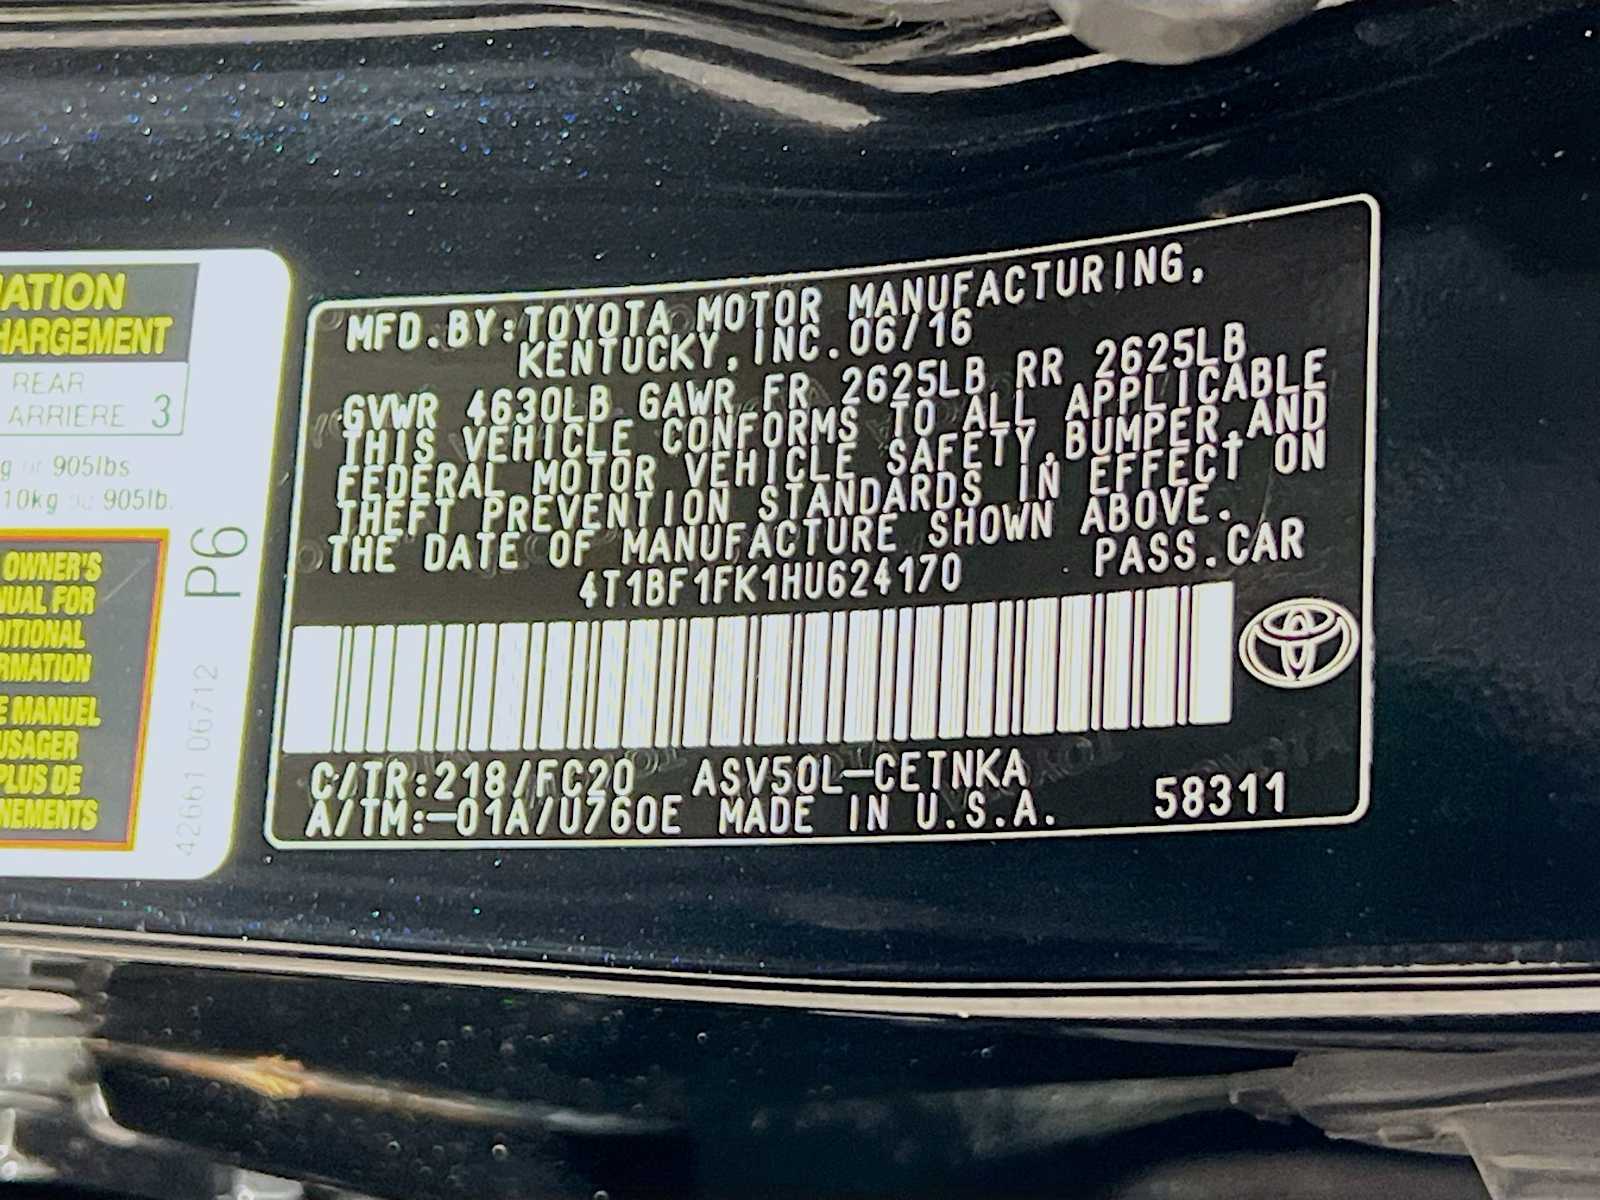 ATION
HARGEMENT
REAR
ARRIÈRE 3
g or 905lbs
10kg ou 905lb.
OWNER'S
NUAL FOR
DITIONAL
RMATION
E MANUEL
USAGER
PLUS DE
NEMENTS
P6
42661 06712
MFD.BY:TOYOTA MOTOR MANUFACTURING,
KENTUCKY,INC.06/16
GVWR 4630LB GAWR FR 2625LB RR 2625LB
THIS VEHICLE CONFORMS TO ALL APPLICABLE
FEDERAL MOTOR VEHICLE SAFETY,BUMPER,AND
THEFT PREVENTION STANDARDS IN EFFECT ON
THE DATE OF MANUFACTURE SHOWN ABOVE.
4T1BF1FK1HU624170 PASS.CAR
C/TR:218/FC20 ASV50L-CETNKA
A/TM:-01A/U760E MADE IN U.S.A. 58311